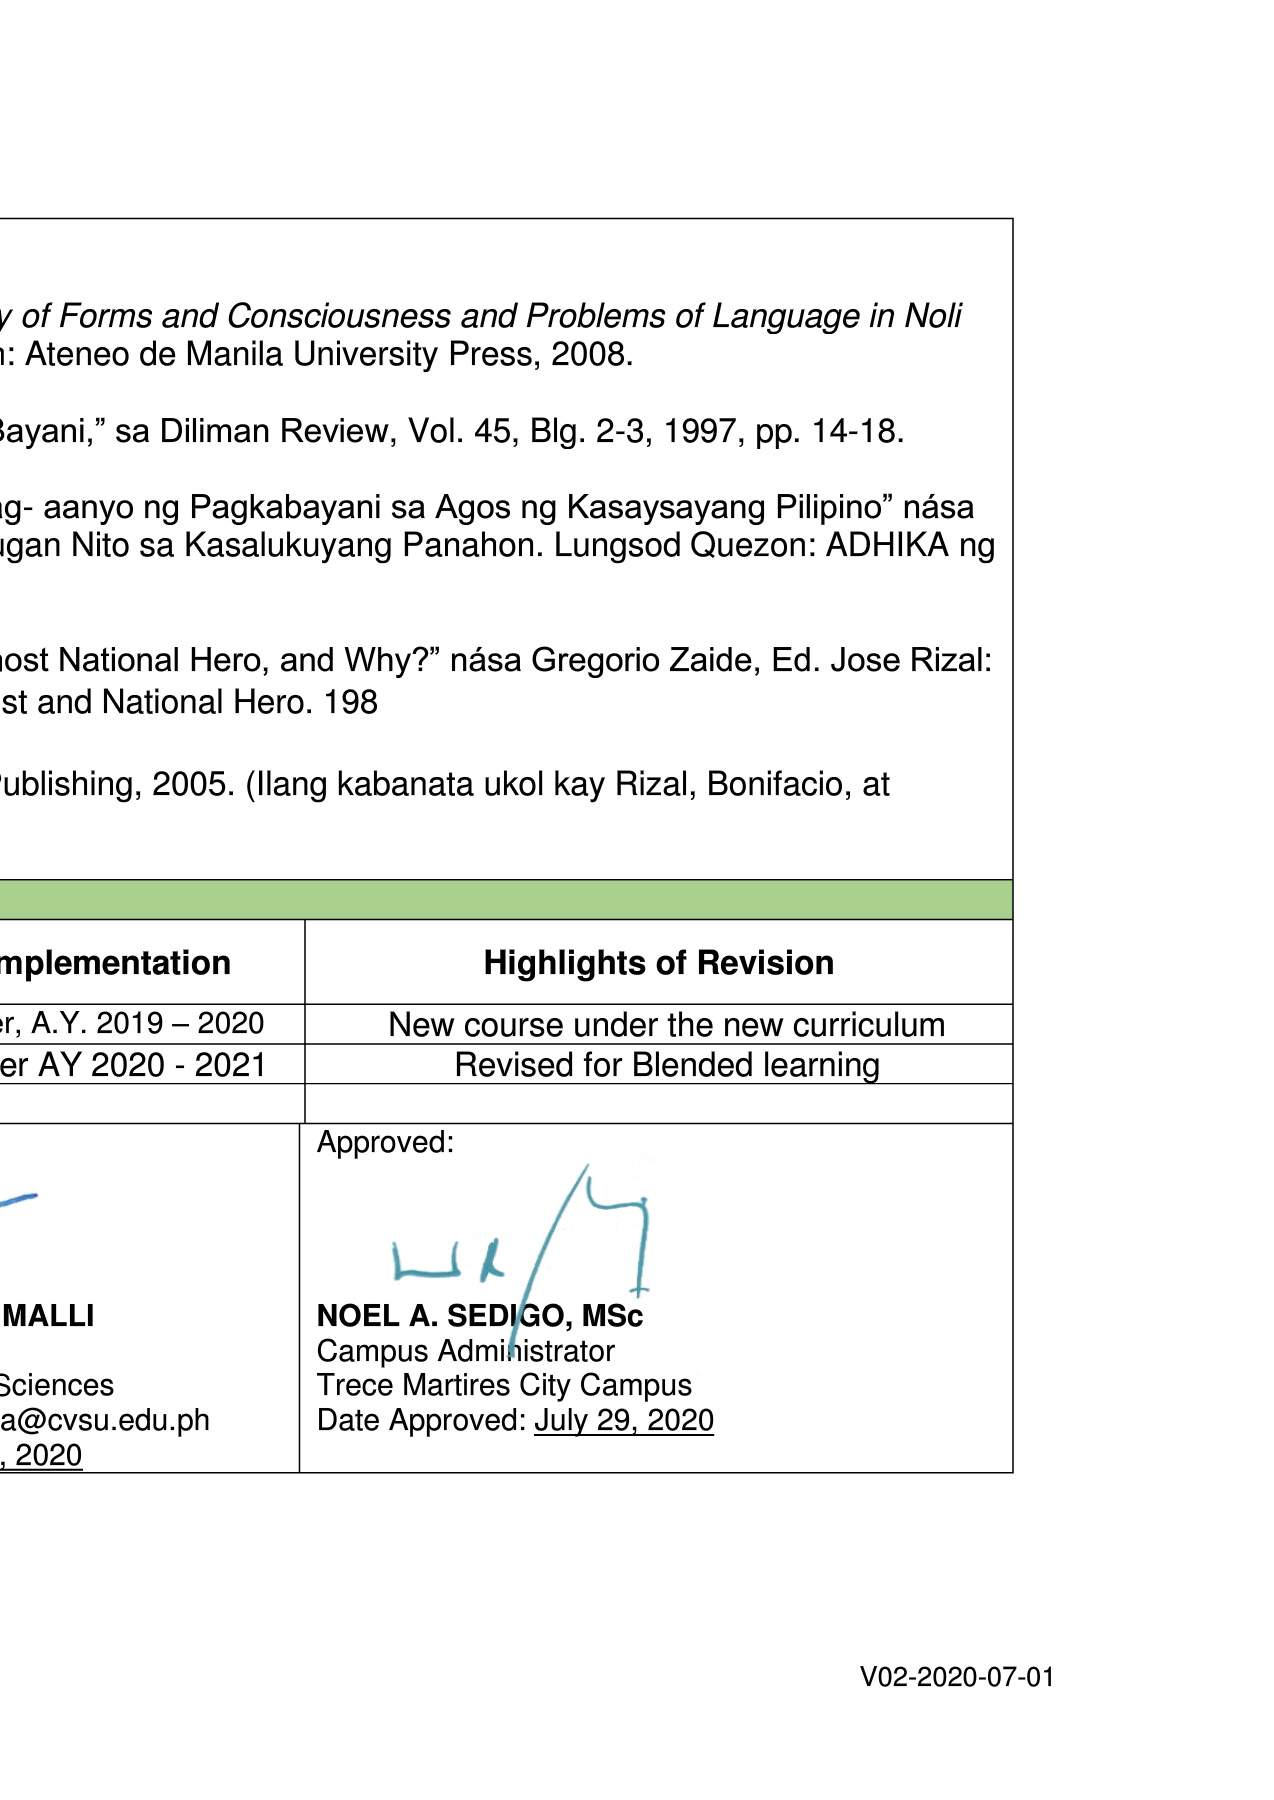 y of Forms and Consciousness and Problems of Language in Noli
n: Ateneo de Manila University Press, 2008.
Bayani,” sa Diliman Review, Vol. 45, Blg. 2-3, 1997, pp. 14-18.
ag- aanyo ng Pagkabayani sa Agos ng Kasaysayang Pilipino” nása
ugan Nito sa Kasalukuyang Panahon. Lungsod Quezon: ADHIKA ng
most National Hero, and Why?” nása Gregorio Zaide, Ed. Jose Rizal:
st and National Hero. 198
Publishing, 2005. (Ilang kabanata ukol kay Rizal, Bonifacio, at
mplementation Highlights of Revision
er, A.Y. 2019 – 2020 New course under the new curriculum
er AY 2020 - 2021 Revised for Blended learning
Approved:
MALLI NOEL A. SEDIGO, MSc
Campus Administrator
Sciences Trece Martires City Campus
a@cvsu.edu.ph Date Approved: July 29, 2020
, 2020
V02-2020-07-01